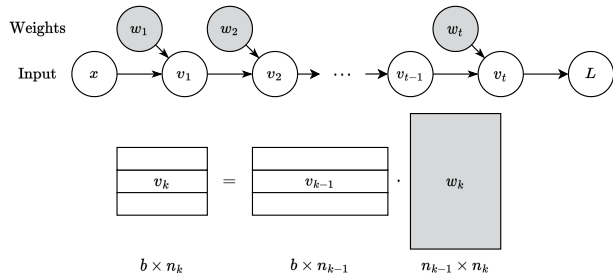 Weights w₁ w₂ wₜ
Input x v₁ v₂ ⋯ vₜ₋₁ vₜ L
vₖ = vₖ₋₁ · wₖ
b × nₖ b × nₖ₋₁ nₖ₋₁ × nₖ